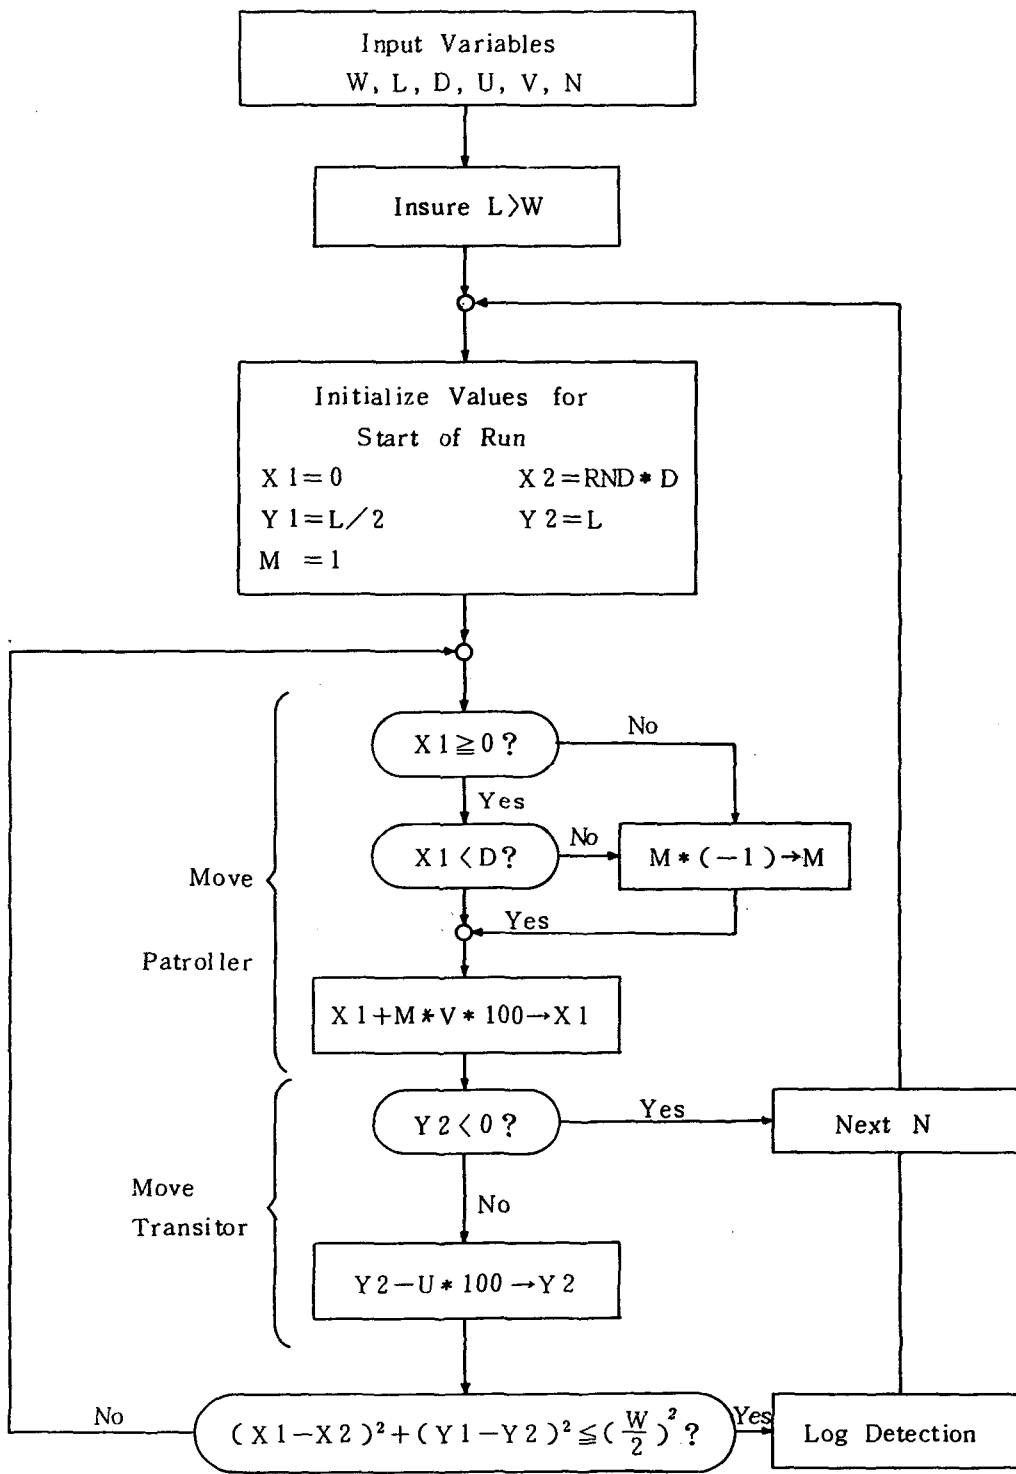 Input Variables
W, L, D, U, V, N
Insure L>W
Initialize Values for
Start of Run
X1=0 X2=RND*D
Y1=L/2 Y2=L
M =1
X1≧0?
No
Yes
X1<D?
No
M*(-1)→M
Move
Yes
Patroller
X1+M*V*100→X1
Y2<0?
Yes
Next N
Move
No
Transitor
Y2-U*100→Y2
No
(X1-X2)²+(Y1-Y2)²≦(W/2)²?
Yes
Log Detection